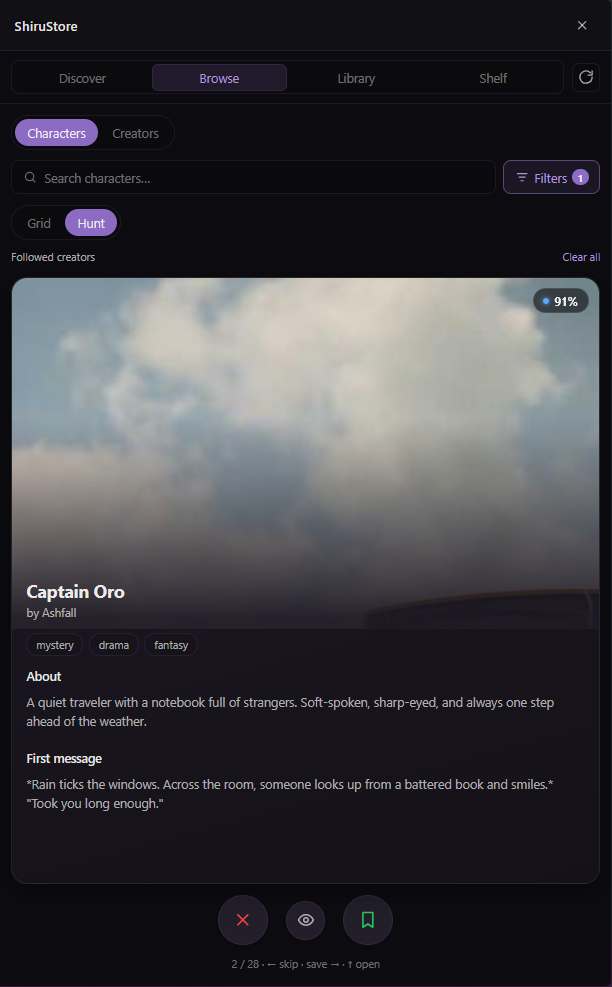 ShiruStore
Discover
Browse
Library
Shelf
Characters
Creators
Search characters...
Filters 1
Grid
Hunt
Followed creators
Clear all
91%
Captain Oro
by Ashfall
mystery
drama
fantasy
About
A quiet traveler with a notebook full of strangers. Soft-spoken, sharp-eyed, and always one step
ahead of the weather.
First message
*Rain ticks the windows. Across the room, someone looks up from a battered book and smiles.*
"Took you long enough."
2 / 28 · ← skip · save → · ↑ open